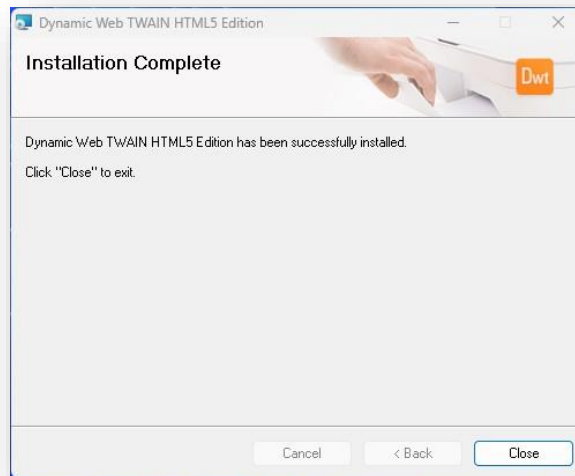 Dynamic Web TWAIN HTML5 Edition
Installation Complete
Dwt
Dynamic Web TWAIN HTML5 Edition has been successfully installed.
Click "Close" to exit.
Cancel
< Back
Close